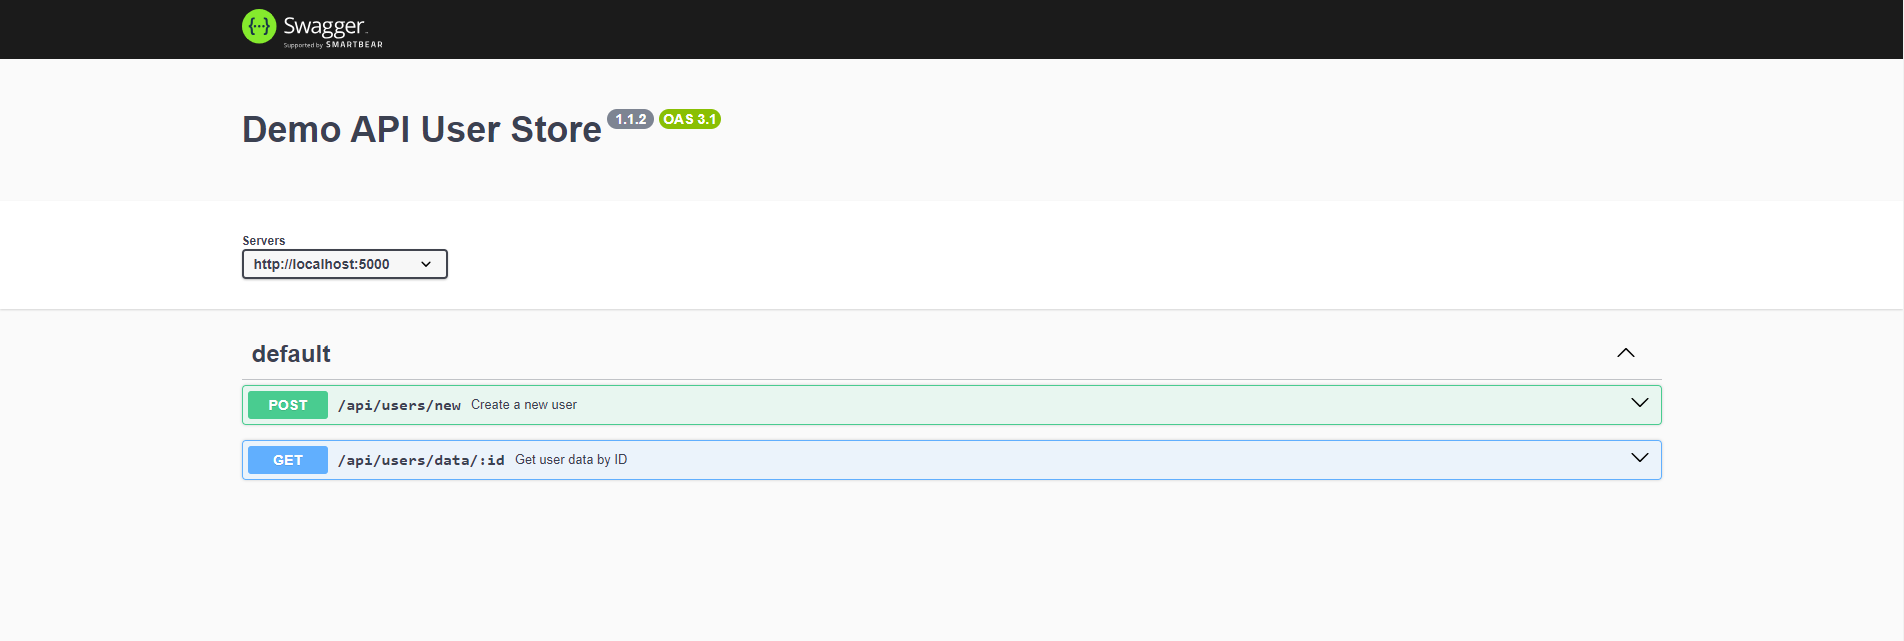 {···} Swagger™
Supported by SMARTBEAR
Demo API User Store 1.1.2 OAS 3.1
Servers
http://localhost:5000
default
POST /api/users/new Create a new user
GET /api/users/data/:id Get user data by ID